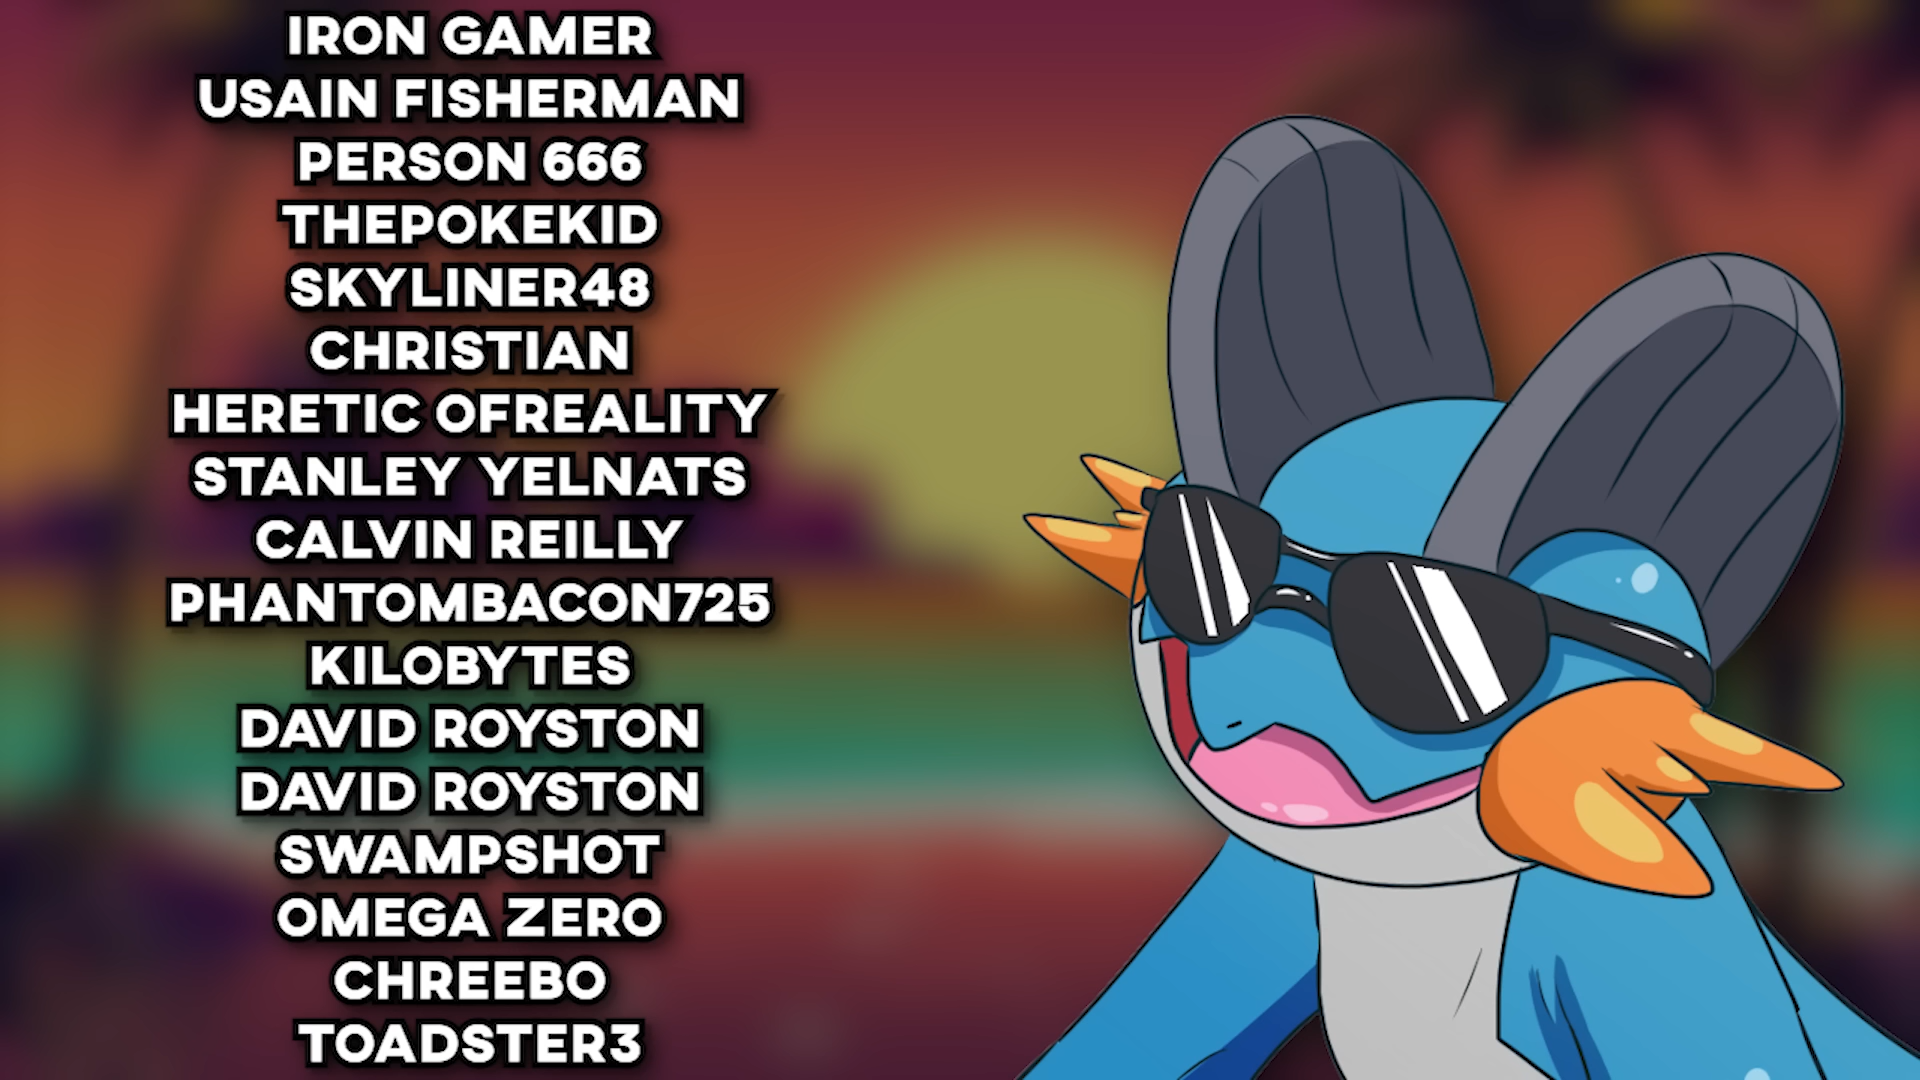 IRON GAMER
USAIN FISHERMAN
PERSON 666
THEPOKEKID
SKYLINER48
CHRISTIAN
HERETIC OFREALITY
STANLEY YELNATS
CALVIN REILLY
PHANTOMBACON725
KILOBYTES
DAVID ROYSTON
DAVID ROYSTON
SWAMPSHOT
OMEGA ZERO
CHREEBO
TOADSTER3